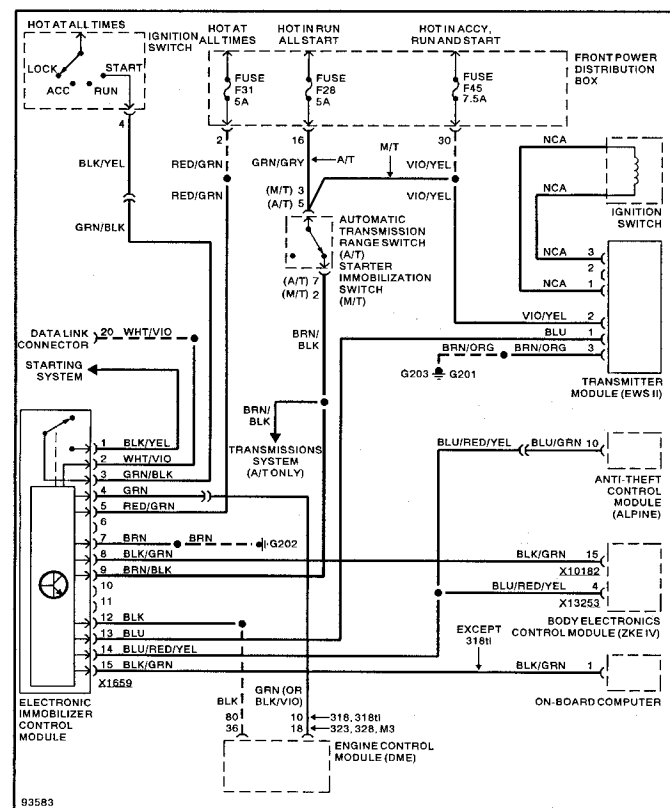 HOT AT ALL TIMES
IGNITION
SWITCH
LOCK
START
ACC
RUN
4
HOT AT
ALL TIMES
HOT IN RUN
ALL START
HOT IN ACCY,
RUN AND START
FUSE
F31
5A
FUSE
F28
5A
FUSE
F45
7.5A
FRONT POWER
DISTRIBUTION
BOX
2
16
30
BLK/YEL
RED/GRN
GRN/GRY
A/T
M/T
VIO/YEL
NCA
RED/GRN
(M/T) 3
(A/T) 5
VIO/YEL
NCA
IGNITION
SWITCH
GRN/BLK
AUTOMATIC
TRANSMISSION
RANGE SWITCH
(A/T)
STARTER
IMMOBILIZATION
SWITCH
(M/T)
(A/T) 7
(M/T) 2
NCA 3
2
NCA 1
VIO/YEL 2
BLU 1
BRN/ORG
BRN/ORG 3
G203
G201
TRANSMITTER
MODULE (EWS II)
DATA LINK
CONNECTOR
20 WHT/VIO
STARTING
SYSTEM
BRN/
BLK
BRN/
BLK
TRANSMISSIONS
SYSTEM
(A/T ONLY)
BLU/RED/YEL
BLU/GRN 10
ANTI-THEFT
CONTROL
MODULE
(ALPINE)
1 BLK/YEL
2 WHT/VIO
3 GRN/BLK
4 GRN
5 RED/GRN
6
7 BRN
BRN
G202
8 BLK/GRN
9 BRN/BLK
10
11
12 BLK
13 BLU
14 BLU/RED/YEL
15 BLK/GRN
X1659
BLK/GRN 15
X10182
BLU/RED/YEL 4
X13253
BODY ELECTRONICS
CONTROL MODULE (ZKE IV)
EXCEPT
318tI
BLK/GRN 1
ON-BOARD COMPUTER
ELECTRONIC
IMMOBILIZER
CONTROL
MODULE
BLK
80
36
GRN (OR
BLK/VIO)
10
18
318, 318tI
323, 328, M3
ENGINE CONTROL
MODULE (DME)
93583